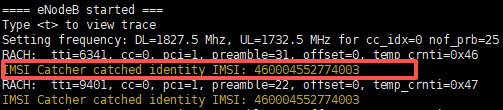 ==== eNodeB started ===
Type <t> to view trace
Setting frequency: DL=1827.5 Mhz, UL=1732.5 MHz for cc_idx=0 nof_prb=25
RACH:  tti=6341, cc=0, pci=1, preamble=31, offset=0, temp_crnti=0x46
IMSI Catcher catched identity IMSI: 460004552774003
RACH:  tti=9401, cc=0, pci=1, preamble=22, offset=0, temp_crnti=0x47
IMSI Catcher catched identity IMSI: 460004552774003